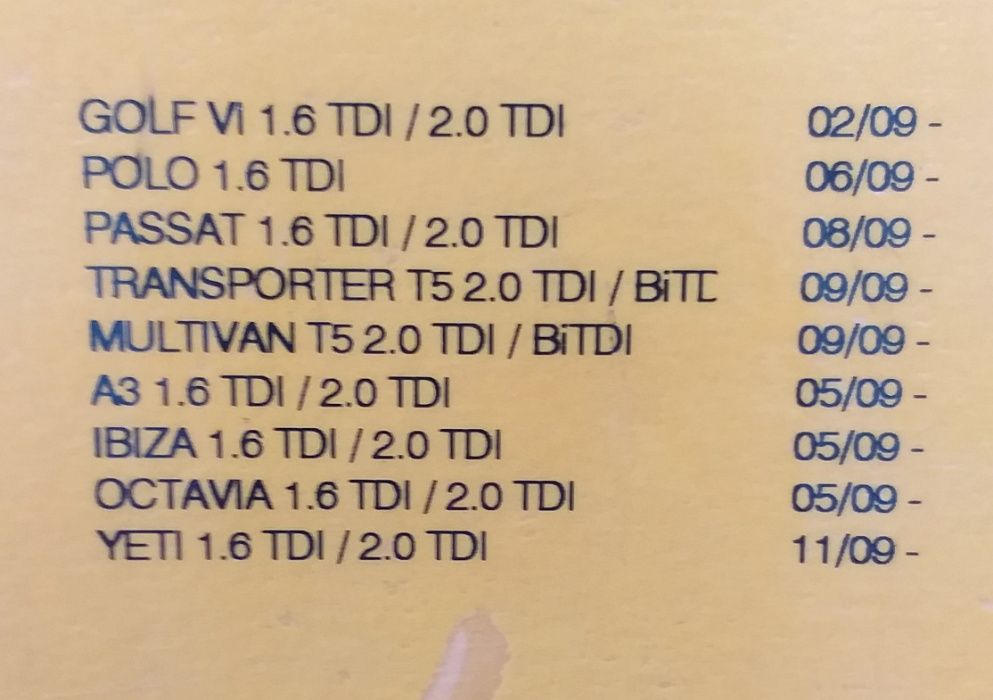 GOLF VI 1.6 TDI / 2.0 TDI 02/09 -
POLO 1.6 TDI 06/09 -
PASSAT 1.6 TDI / 2.0 TDI 08/09 -
TRANSPORTER T5 2.0 TDI / BiTD 09/09 -
MULTIVAN T5 2.0 TDI / BiTDI 09/09 -
A3 1.6 TDI / 2.0 TDI 05/09 -
IBIZA 1.6 TDI / 2.0 TDI 05/09 -
OCTAVIA 1.6 TDI / 2.0 TDI 05/09 -
YETI 1.6 TDI / 2.0 TDI 11/09 -